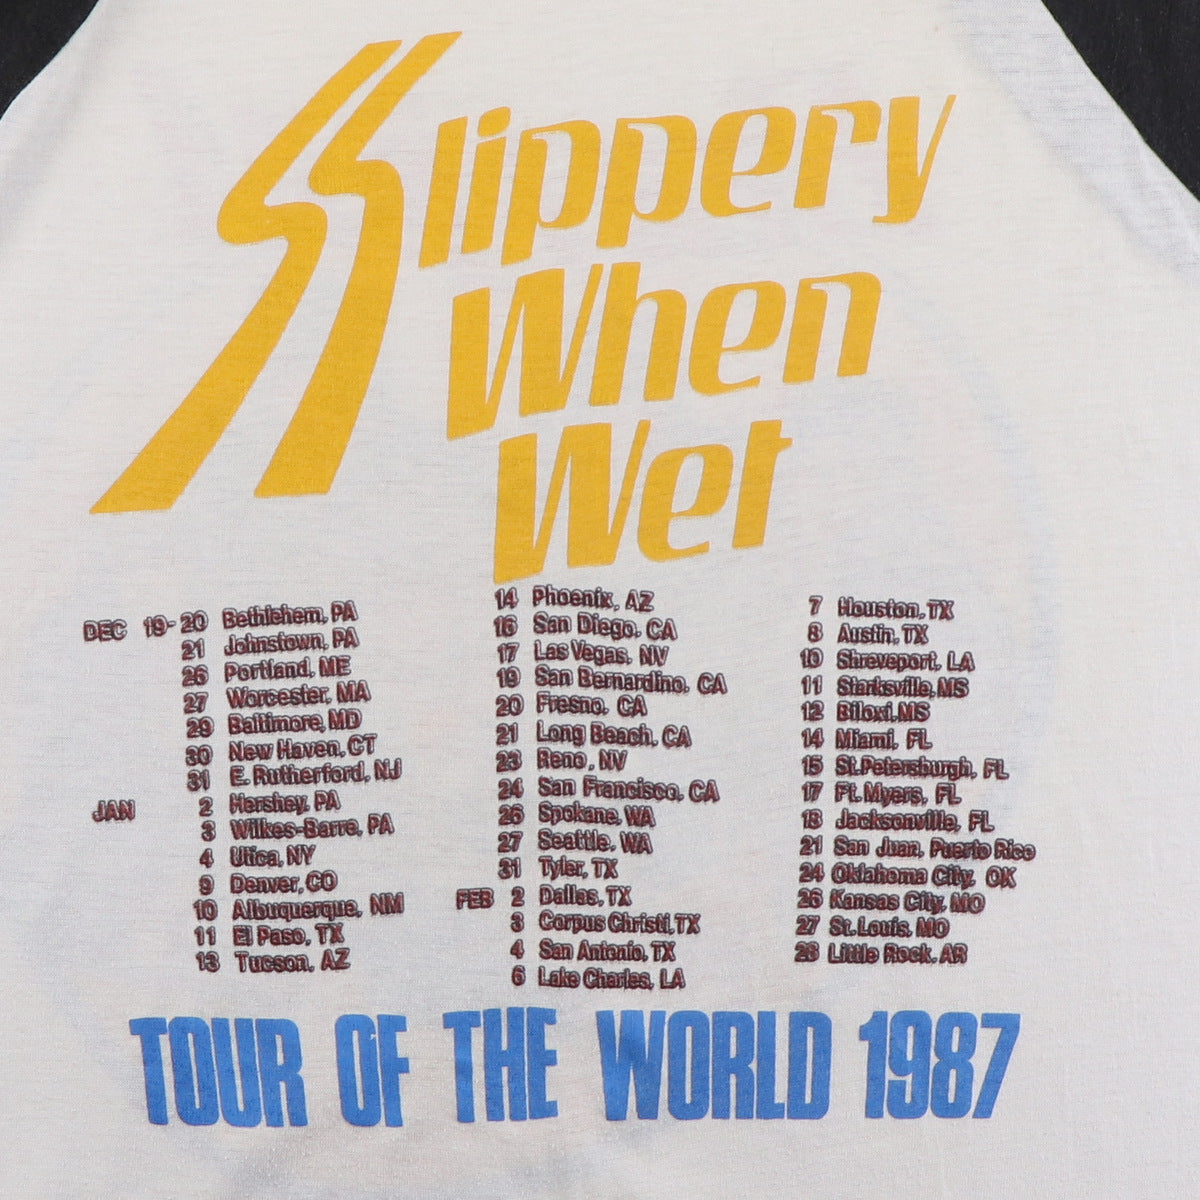 Slippery
When
Wet
DEC 19-20 Bethlehem, PA
21 Johnstown, PA
26 Portland, ME
27 Worcester, MA
29 Baltimore, MD
30 New Haven, CT
31 E. Rutherford, NJ
JAN 2 Hershey, PA
3 Wilkes-Barre, PA
4 Utica, NY
9 Denver, CO
10 Albuquerque, NM
11 El Paso, TX
13 Tucson, AZ
14 Phoenix, AZ
16 San Diego, CA
17 Las Vegas, NV
19 San Bernardino, CA
20 Fresno, CA
21 Long Beach, CA
23 Reno, NV
24 San Francisco, CA
26 Spokane, WA
27 Seattle, WA
31 Tyler, TX
FEB 2 Dallas, TX
3 Corpus Christi, TX
4 San Antonio, TX
6 Lake Charles, LA
7 Houston, TX
8 Austin, TX
10 Shreveport, LA
11 Starksville, MS
12 Biloxi, MS
14 Miami, FL
15 St. Petersburgh, FL
17 Ft. Myers, FL
18 Jacksonville, FL
21 San Juan, Puerto Rico
24 Oklahoma City, OK
26 Kansas City, MO
27 St. Louis, MO
28 Little Rock, AR
TOUR OF THE WORLD 1987